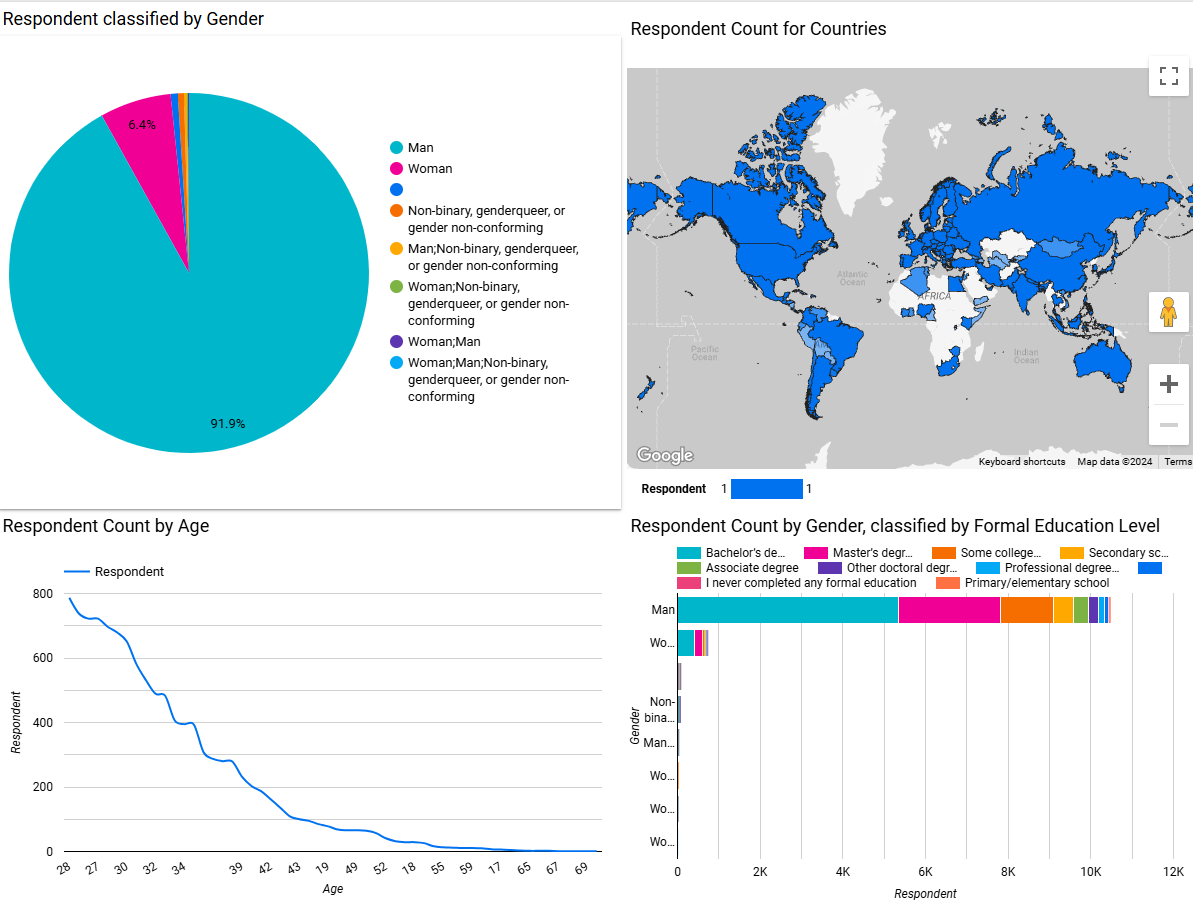 Respondent classified by Gender
6.4%
91.9%
Man
Woman
Non-binary, genderqueer, or
gender non-conforming
Man;Non-binary, genderqueer,
or gender non-conforming
Woman;Non-binary,
genderqueer, or gender non-
conforming
Woman;Man
Woman;Man;Non-binary,
genderqueer, or gender non-
conforming
Respondent Count for Countries
Atlantic
Ocean
AFRICA
Pacific
Ocean
Indian
Ocean
Google
Keyboard shortcuts Map data ©2024 Terms
Respondent 1 1
Respondent Count by Age
Respondent
800
600
400
200
0
Respondent
28 27 30 32 34 39 42 43 19 49 52 18 55 59 17 65 67 69
Age
Respondent Count by Gender, classified by Formal Education Level
Bachelor's de... Master's degr... Some college... Secondary sc...
Associate degree Other doctoral degr... Professional degree...
I never completed any formal education Primary/elementary school
Man
Wo...
Non-
bina...
Man...
Wo...
Wo...
Wo...
Gender
0 2K 4K 6K 8K 10K 12K
Respondent